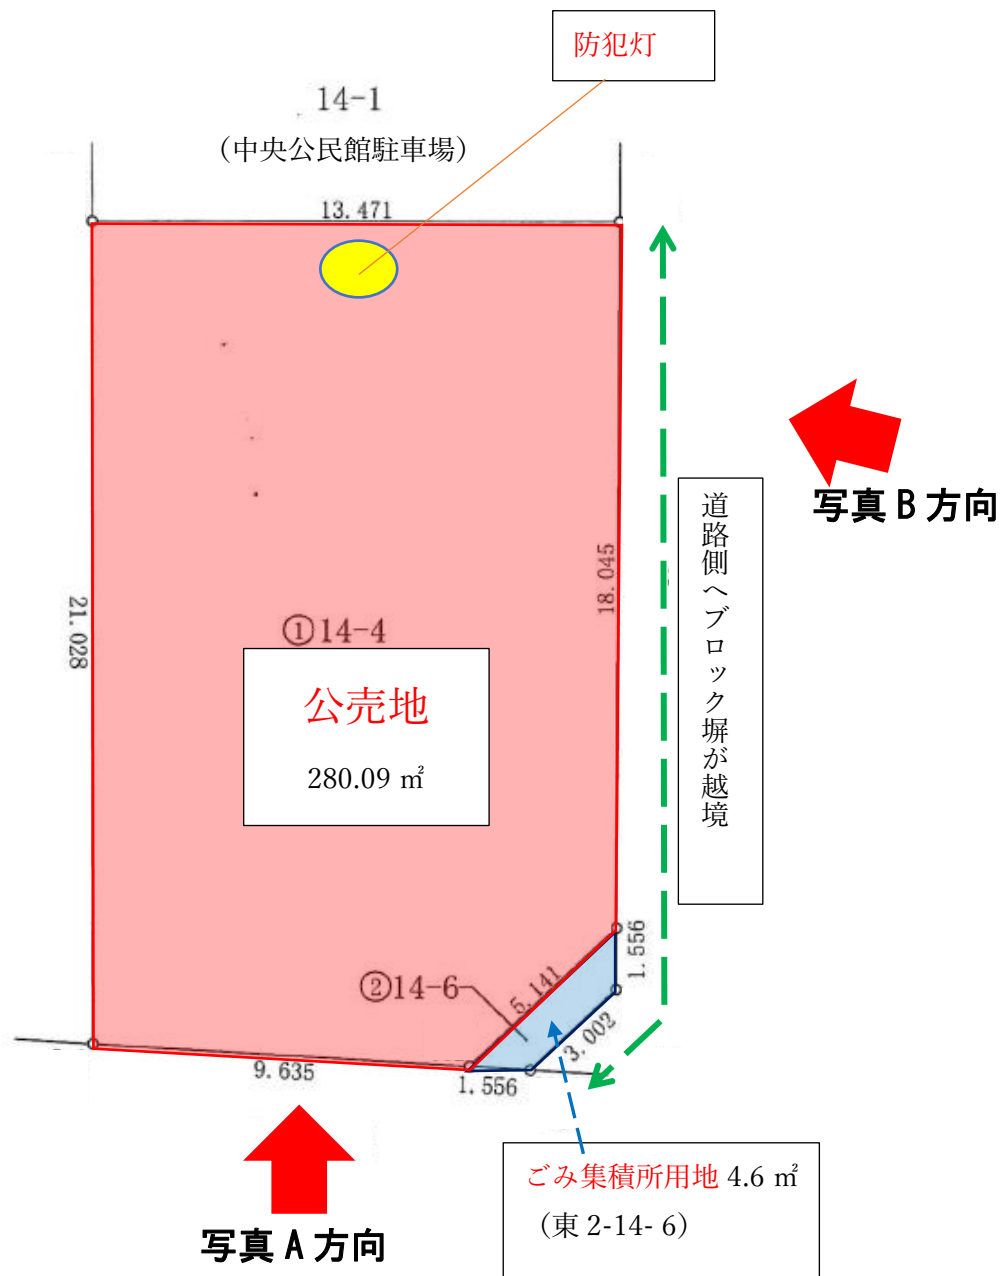 防犯灯
14-1
（中央公民館駐車場）
13.471
写真 B 方向
道路側へブロック塀が越境
18.045
21.028
①14-4
公売地
280.09 ㎡
1.556
②14-6
5.141
3.002
9.635
1.556
ごみ集積所用地 4.6 ㎡
（東 2-14- 6）
写真 A 方向